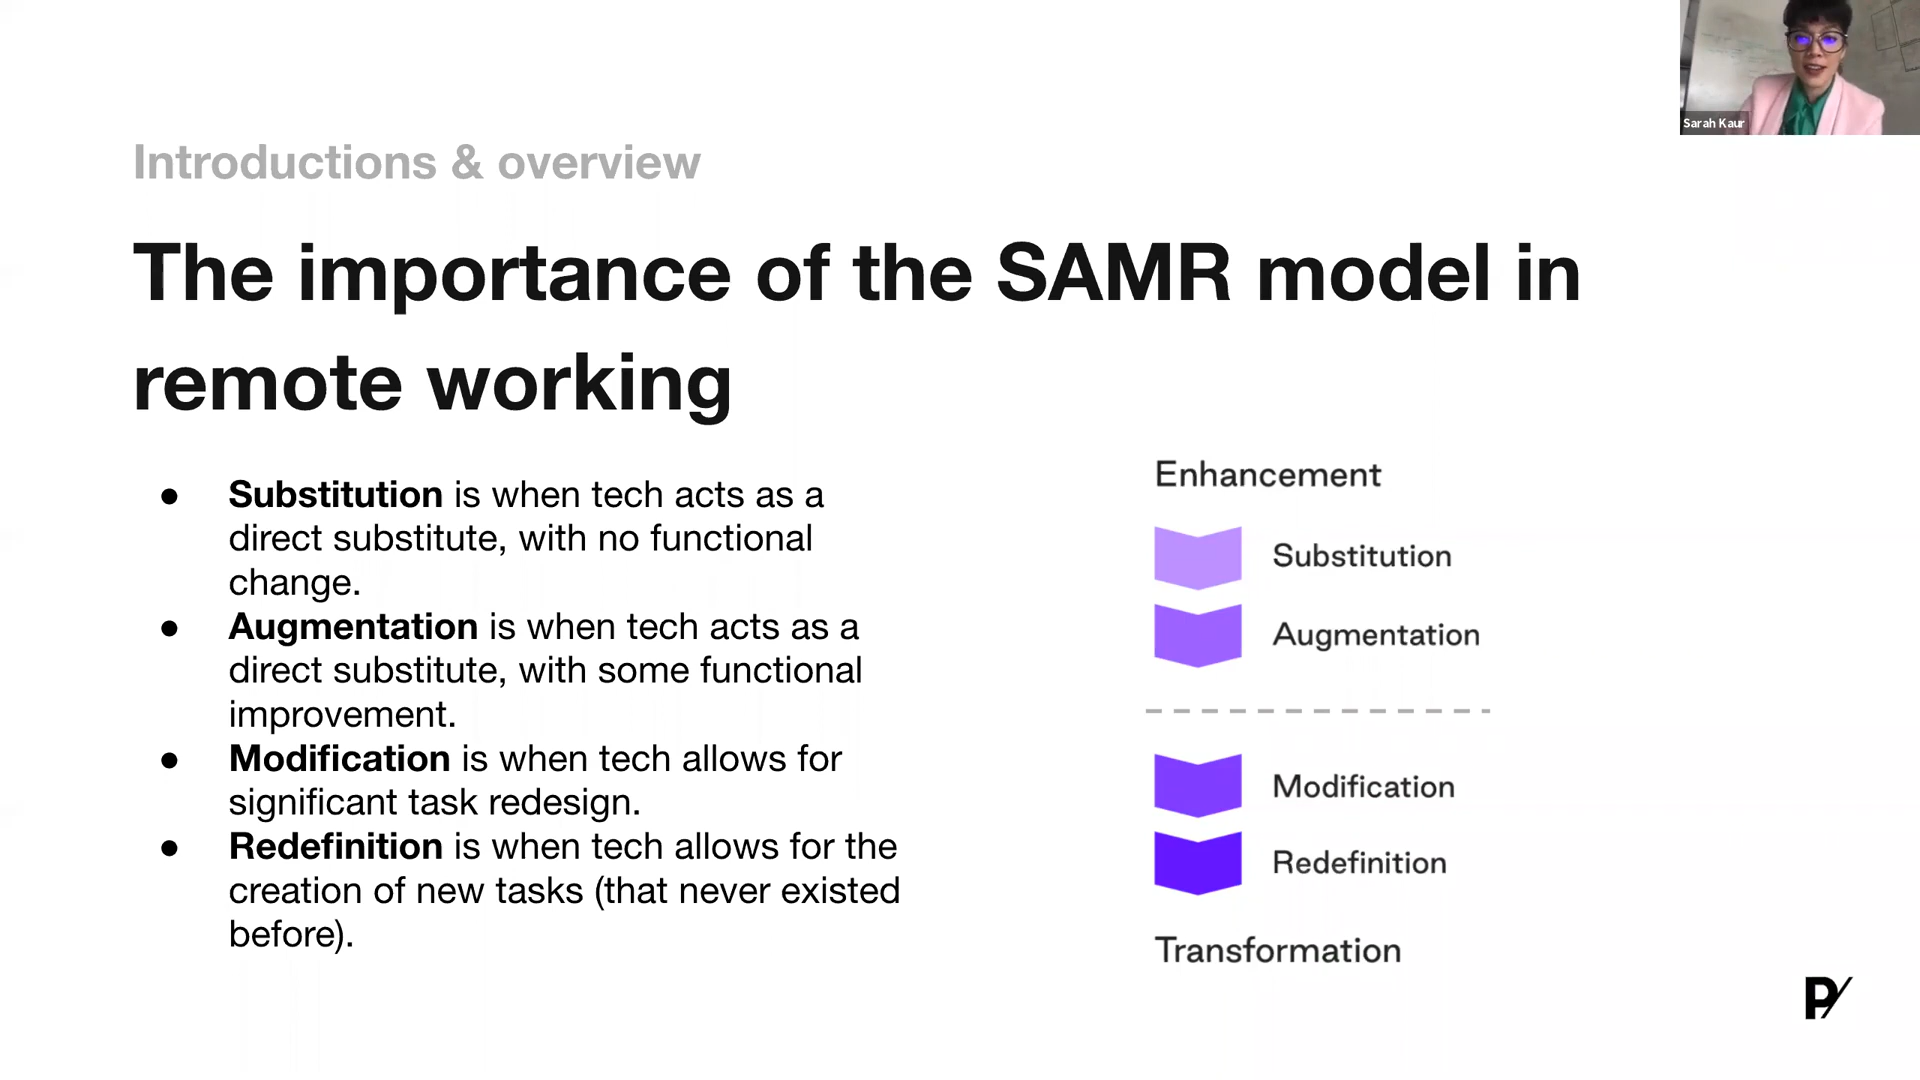 Sarah Kaur
Introductions & overview
The importance of the SAMR model in
remote working
● Substitution is when tech acts as a
direct substitute, with no functional
change.
● Augmentation is when tech acts as a
direct substitute, with some functional
improvement.
● Modification is when tech allows for
significant task redesign.
● Redefinition is when tech allows for the
creation of new tasks (that never existed
before).
Enhancement
Substitution
Augmentation
Modification
Redefinition
Transformation
P/